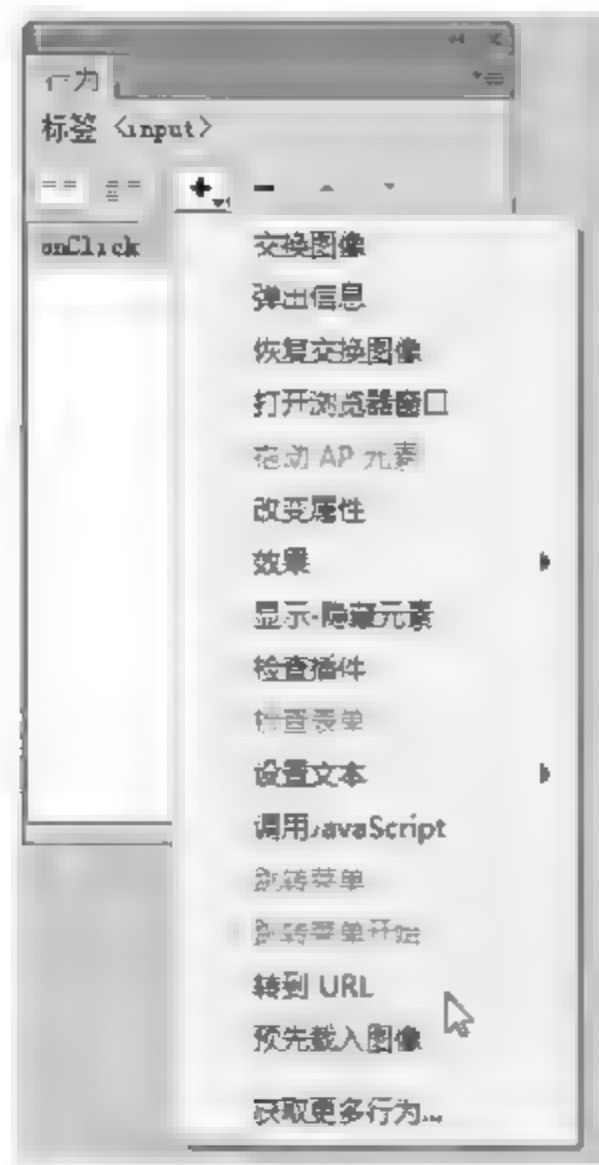 行为
标签 <input>
onClick
交换图像
弹出信息
恢复交换图像
打开浏览器窗口
拖动 AP 元素
改变属性
效果
显示-隐藏元素
检查插件
检查表单
设置文本
调用JavaScript
跳转菜单
跳转菜单开始
转到 URL
预先载入图像
获取更多行为...